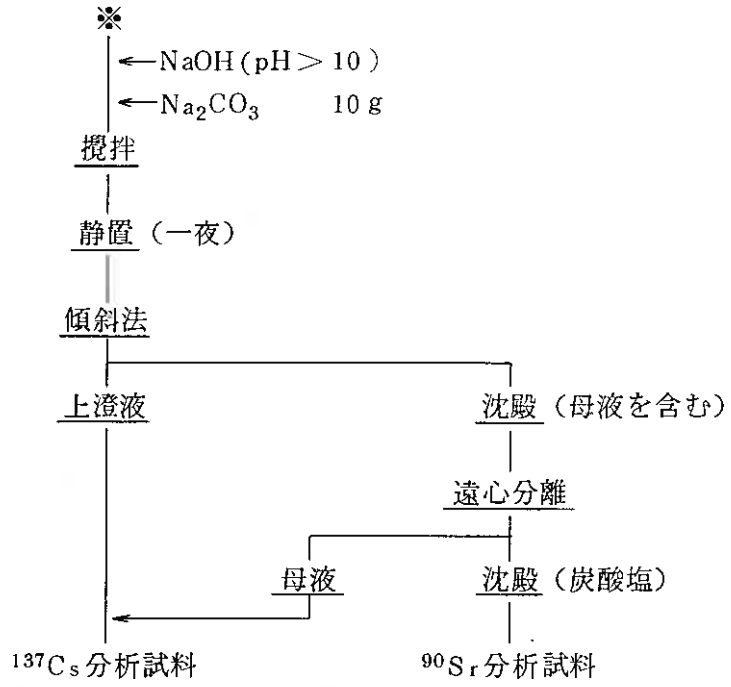 ※
←NaOH(pH＞10)
←Na₂CO₃ 10g
攪拌
静置（一夜）
傾斜法
上澄液 沈殿（母液を含む）
遠心分離
母液 沈殿（炭酸塩）
¹³⁷Cs分析試料 ⁹⁰Sr分析試料